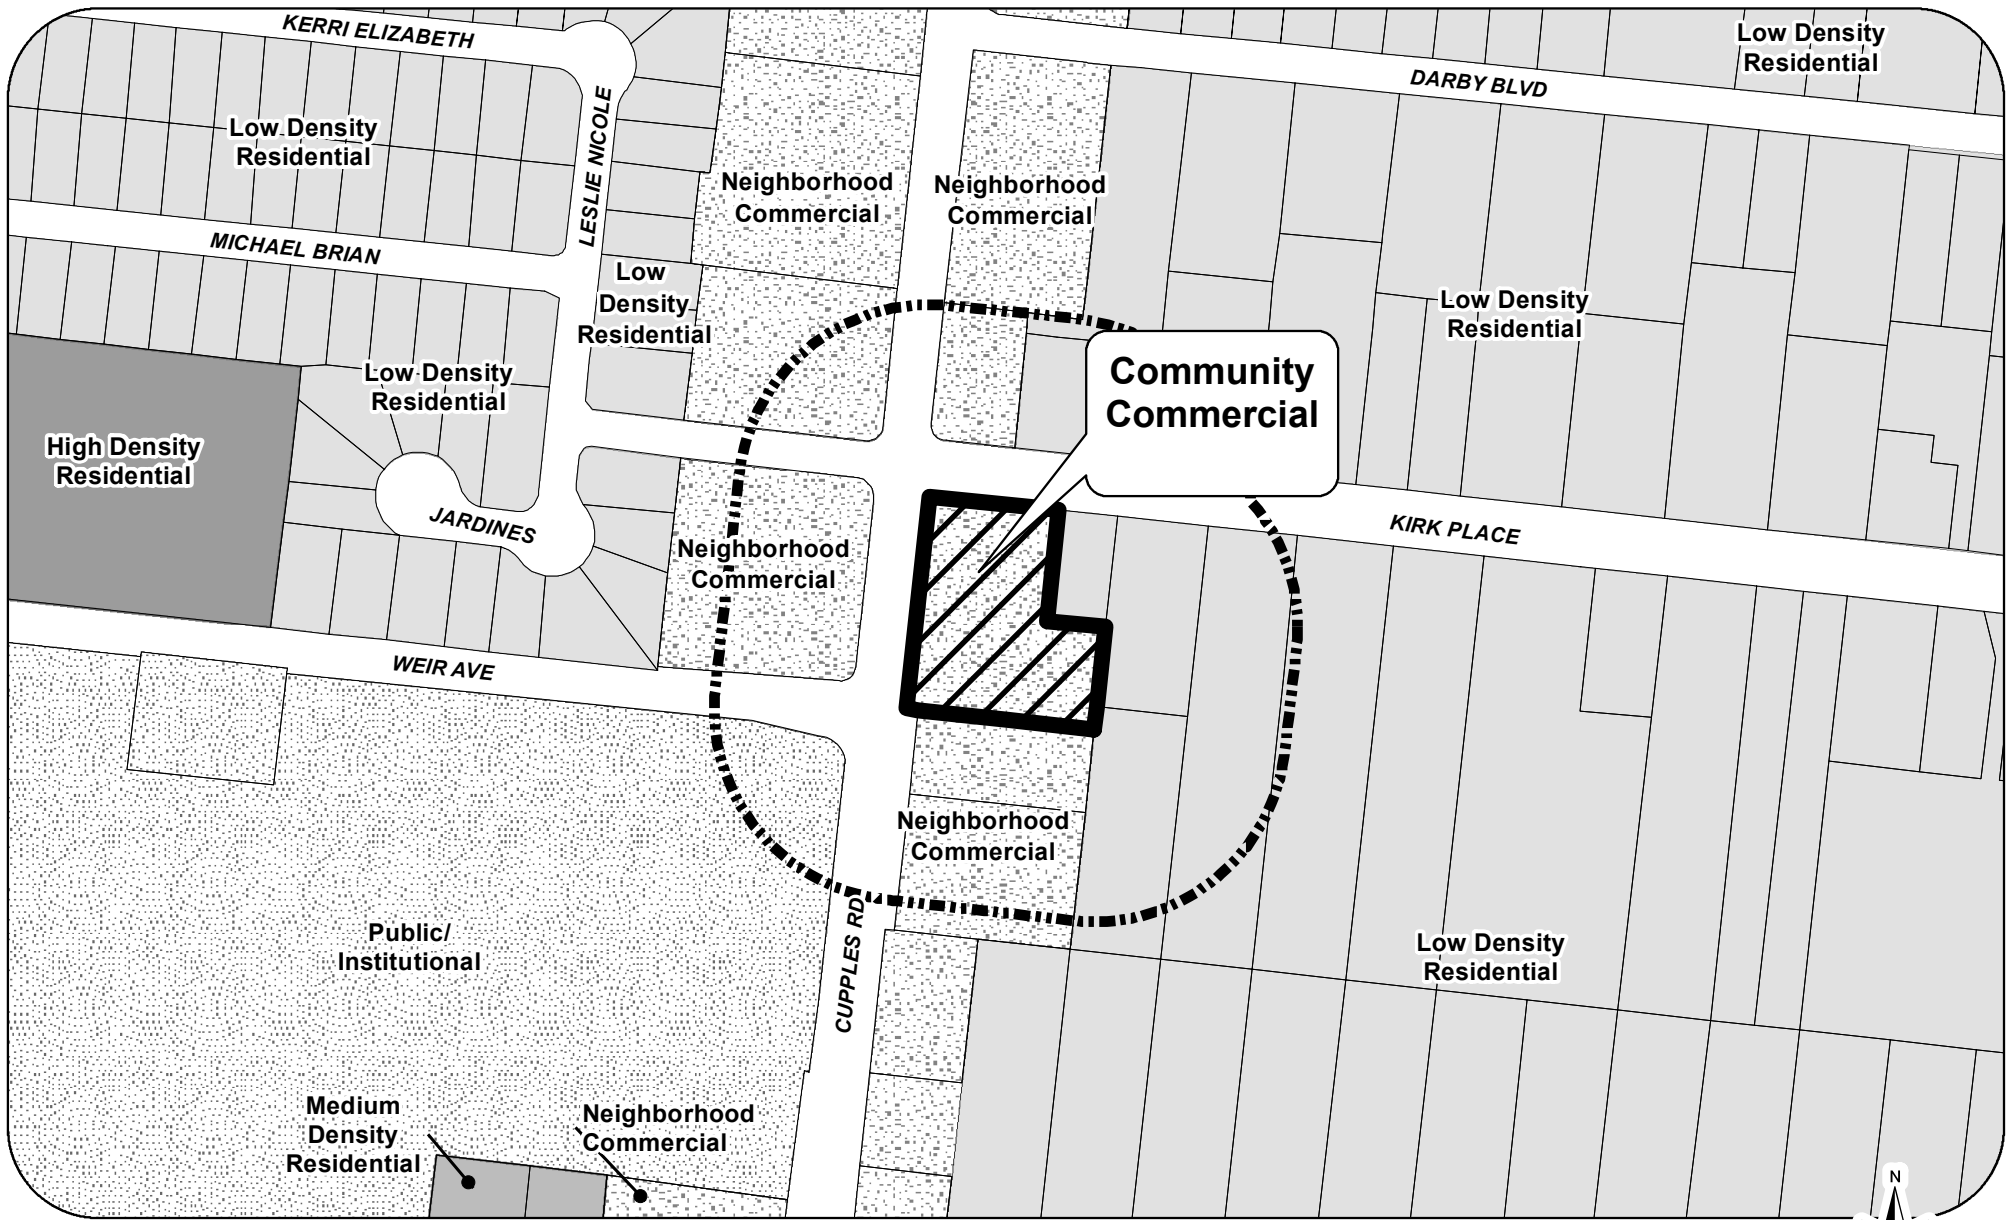 KERRI ELIZABETH
Low Density
Residential
DARBY BLVD
Low Density
Residential
LESLIE NICOLE
Neighborhood
Commercial
Neighborhood
Commercial
MICHAEL BRIAN
Low
Density
Residential
Low Density
Residential
Low Density
Residential
Community
Commercial
High Density
Residential
JARDINES
KIRK PLACE
Neighborhood
Commercial
WEIR AVE
Neighborhood
Commercial
Public/
Institutional
CUPPLES RD
Low Density
Residential
Medium
Density
Residential
Neighborhood
Commercial
N